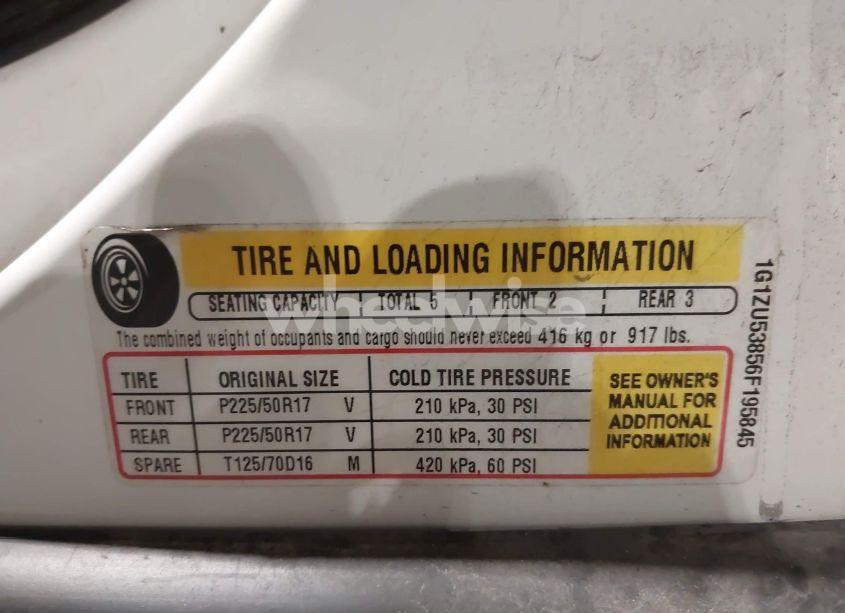 TIRE AND LOADING INFORMATION
SEATING CAPACITY TOTAL 5 FRONT 2 REAR 3
The combined weight of occupants and cargo should never exceed 416 kg or 917 lbs.
TIRE ORIGINAL SIZE COLD TIRE PRESSURE
FRONT P225/50R17 V 210 kPa, 30 PSI
REAR P225/50R17 V 210 kPa, 30 PSI
SPARE T125/70D16 M 420 kPa, 60 PSI
SEE OWNER'S
MANUAL FOR
ADDITIONAL
INFORMATION
1G1ZU53856F195845
wheelwise